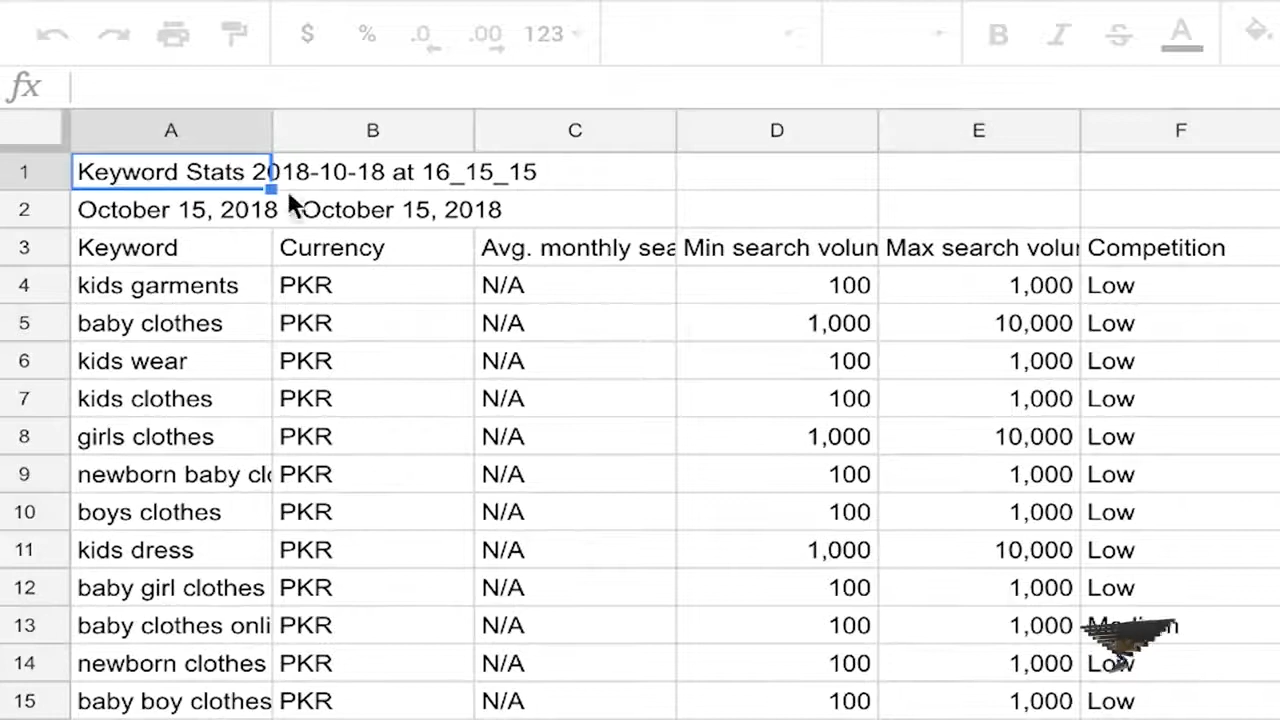 $ % .0 .00 123 B I S A
fx
A B C D E F
1 Keyword Stats 2018-10-18 at 16_15_15
2 October 15, 2018 October 15, 2018
3 Keyword Currency Avg. monthly sea Min search volun Max search volu Competition
4 kids garments PKR N/A 100 1,000 Low
5 baby clothes PKR N/A 1,000 10,000 Low
6 kids wear PKR N/A 100 1,000 Low
7 kids clothes PKR N/A 100 1,000 Low
8 girls clothes PKR N/A 1,000 10,000 Low
9 newborn baby clo PKR N/A 100 1,000 Low
10 boys clothes PKR N/A 100 1,000 Low
11 kids dress PKR N/A 1,000 10,000 Low
12 baby girl clothes PKR N/A 100 1,000 Low
13 baby clothes onli PKR N/A 100 1,000
14 newborn clothes PKR N/A 100 1,000 Low
15 baby boy clothes PKR N/A 100 1,000 Low